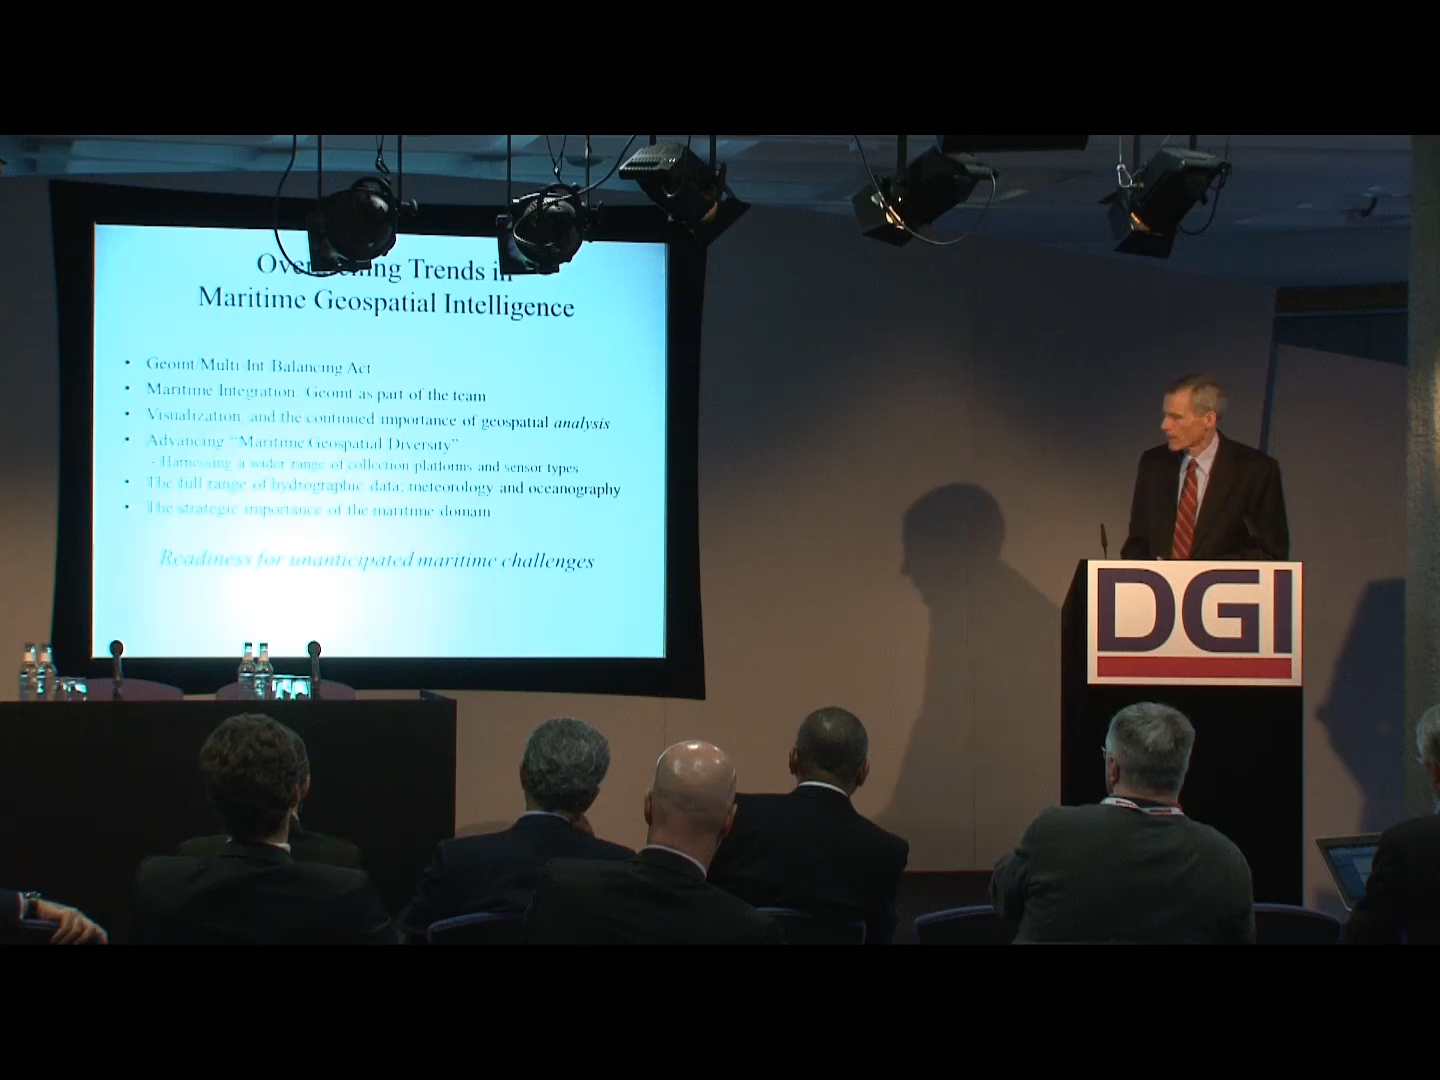 Trends in
Maritime Geospatial Intelligence
• Geoint/Multi-Int Balancing Act
• Maritime Integration: Geoint as part of the team
• Visualization, and the continued importance of geospatial analysis
• Advancing "Maritime Geospatial Diversity"
- Harnessing a wider range of collection platforms and sensor types
• The full range of hydrographic data, meteorology and oceanography
• The strategic importance of the maritime domain
Readiness for unanticipated maritime challenges
DGI